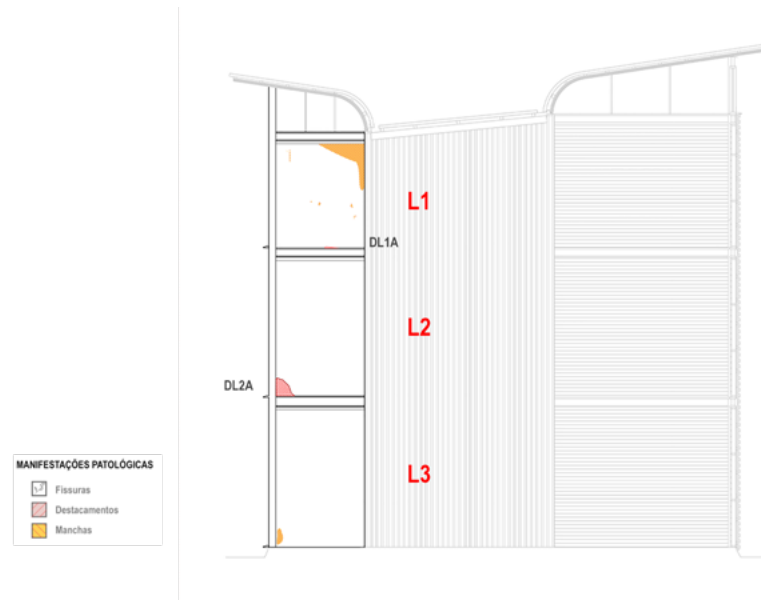 L1
DL1A
L2
DL2A
L3
MANIFESTAÇÕES PATOLÓGICAS
Fissuras
Destacamentos
Manchas